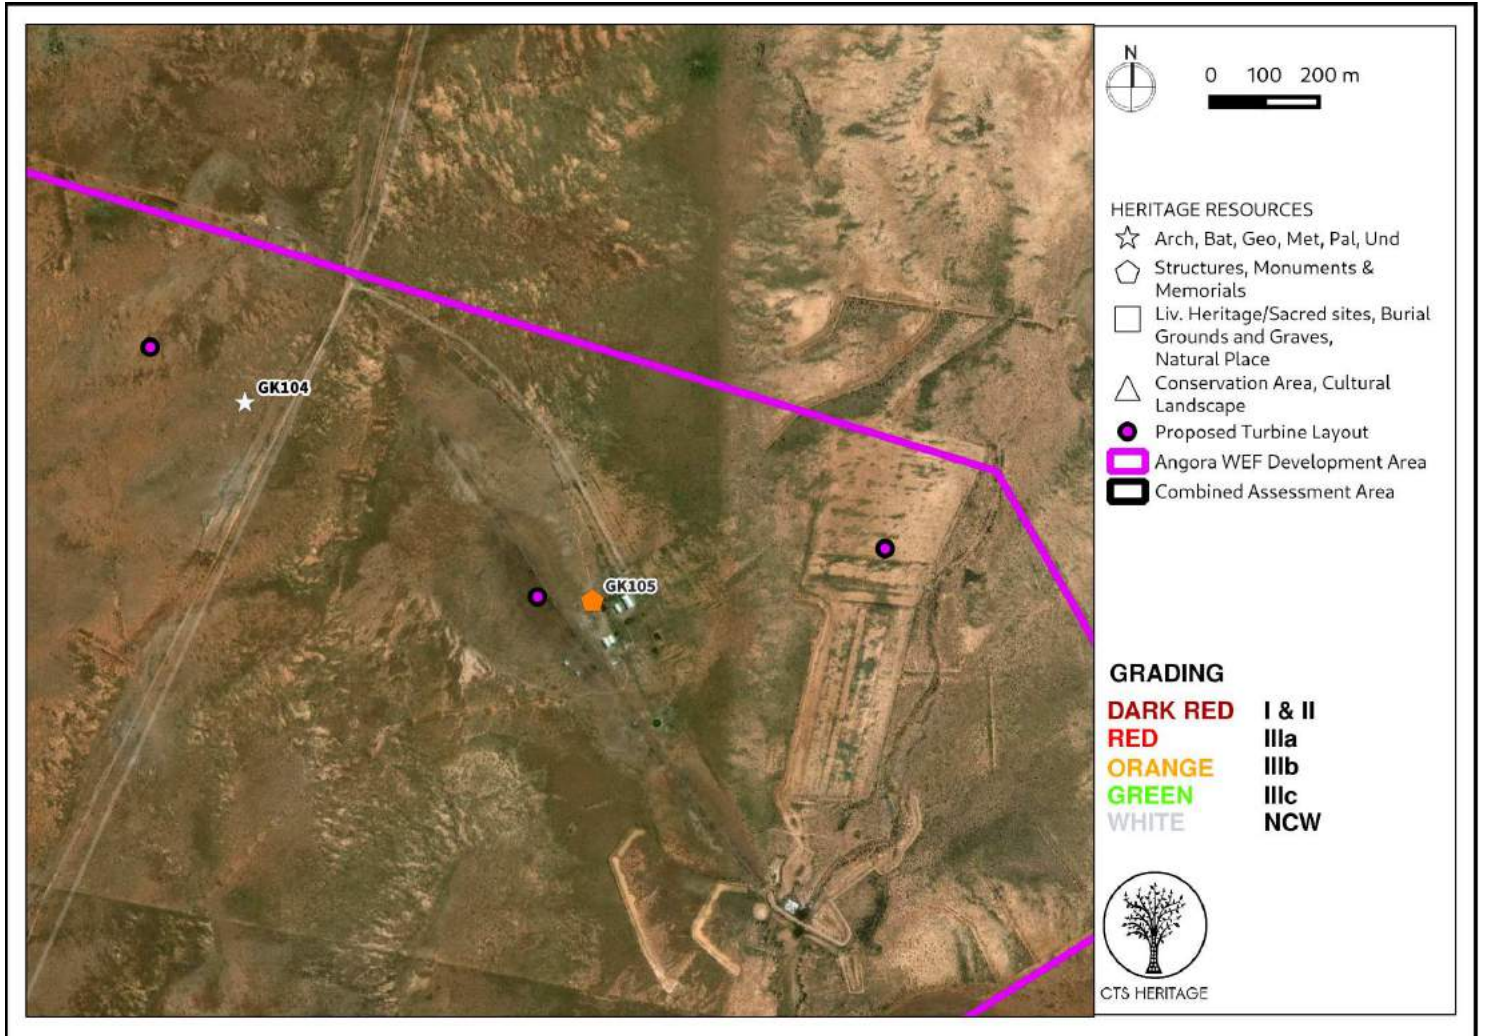 GK104
GK105
N
0 100 200 m
HERITAGE RESOURCES
Arch, Bat, Geo, Met, Pal, Und
Structures, Monuments &
Memorials
Liv. Heritage/Sacred sites, Burial
Grounds and Graves,
Natural Place
Conservation Area, Cultural
Landscape
Proposed Turbine Layout
Angora WEF Development Area
Combined Assessment Area
GRADING
DARK RED I & II
RED IIIa
ORANGE IIIb
GREEN IIIc
WHITE NCW
CTS HERITAGE